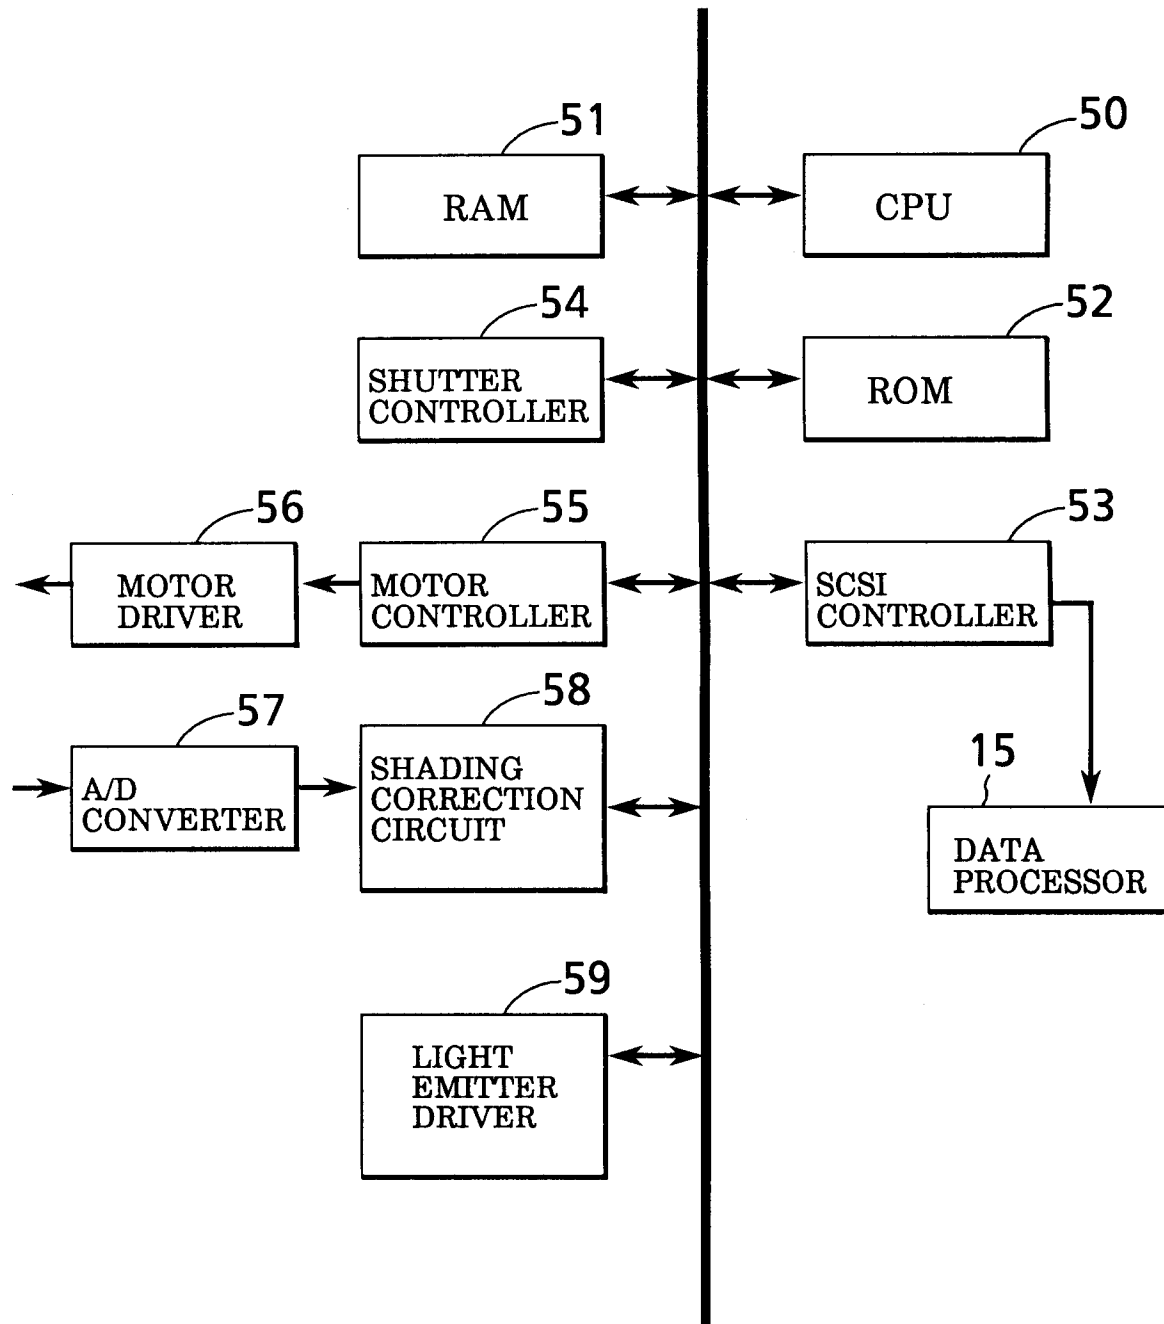 51
RAM
50
CPU
54
SHUTTER
CONTROLLER
52
ROM
56
MOTOR
DRIVER
55
MOTOR
CONTROLLER
53
SCSI
CONTROLLER
57
A/D
CONVERTER
58
SHADING
CORRECTION
CIRCUIT
15
DATA
PROCESSOR
59
LIGHT
EMITTER
DRIVER